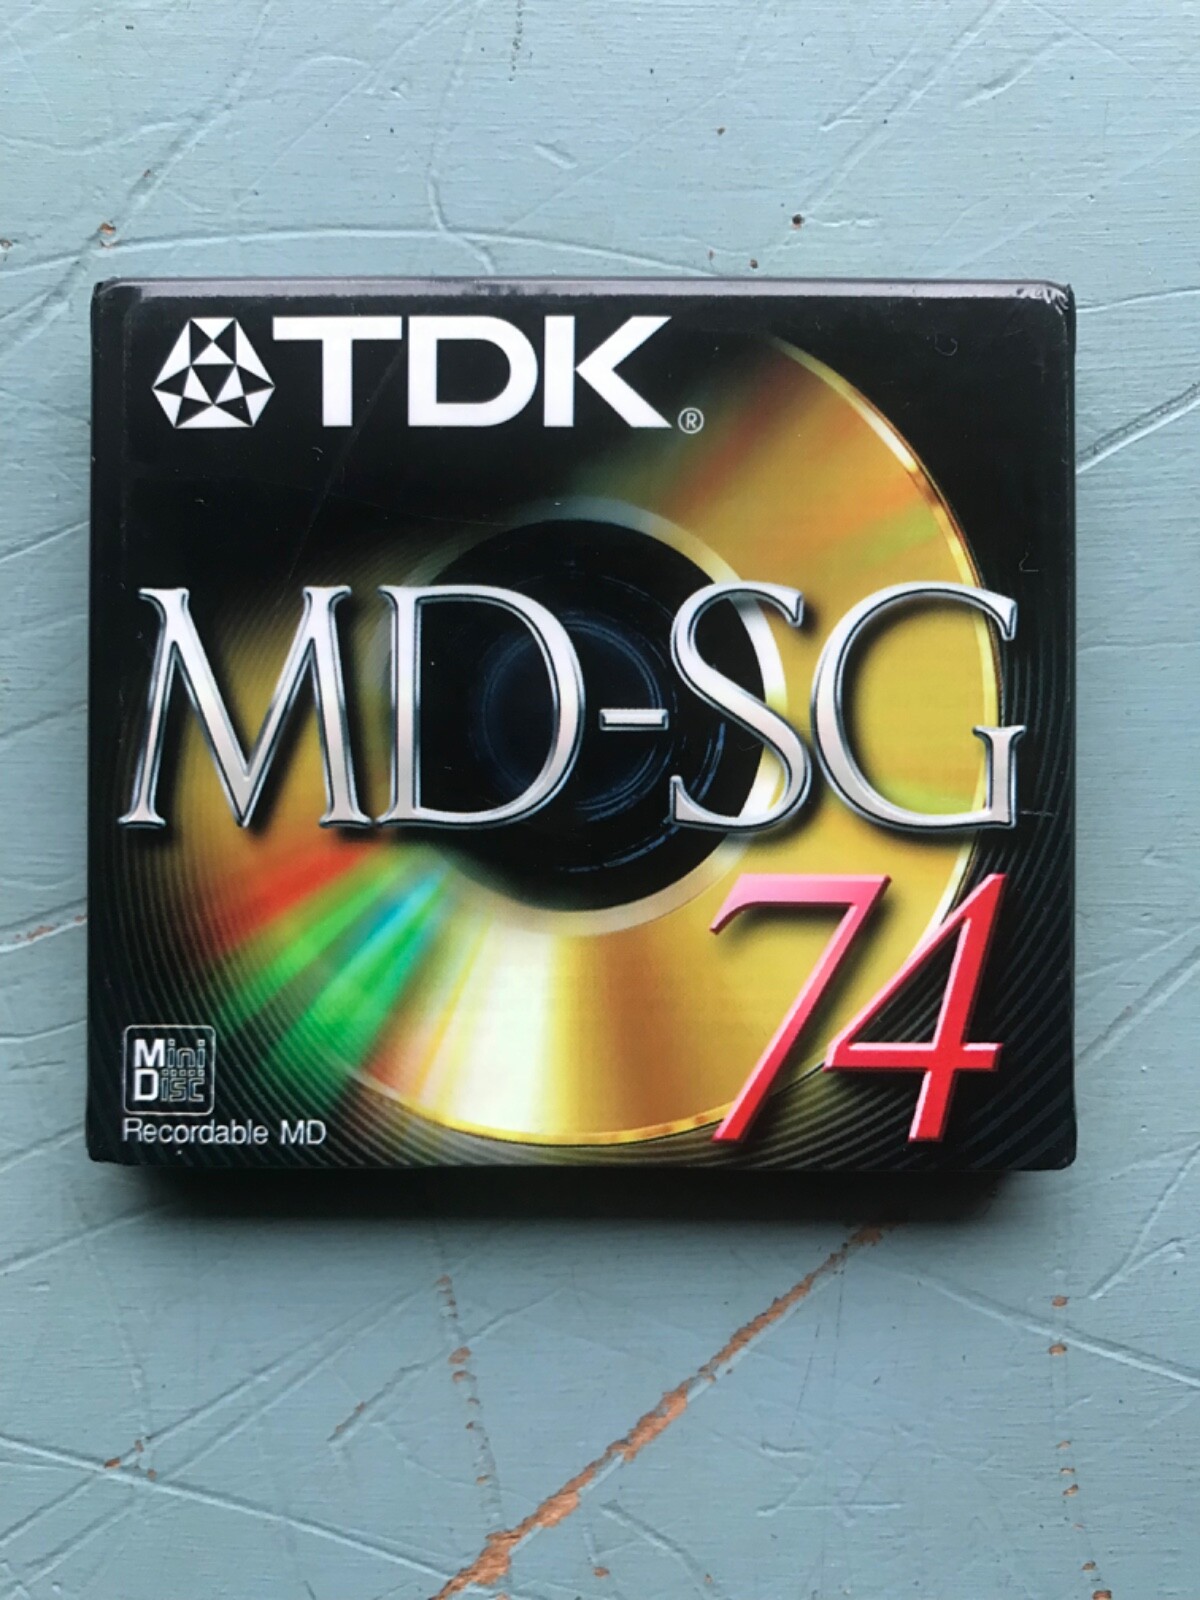 TDK®
MD-SG
74
Mini
Disc
Recordable MD